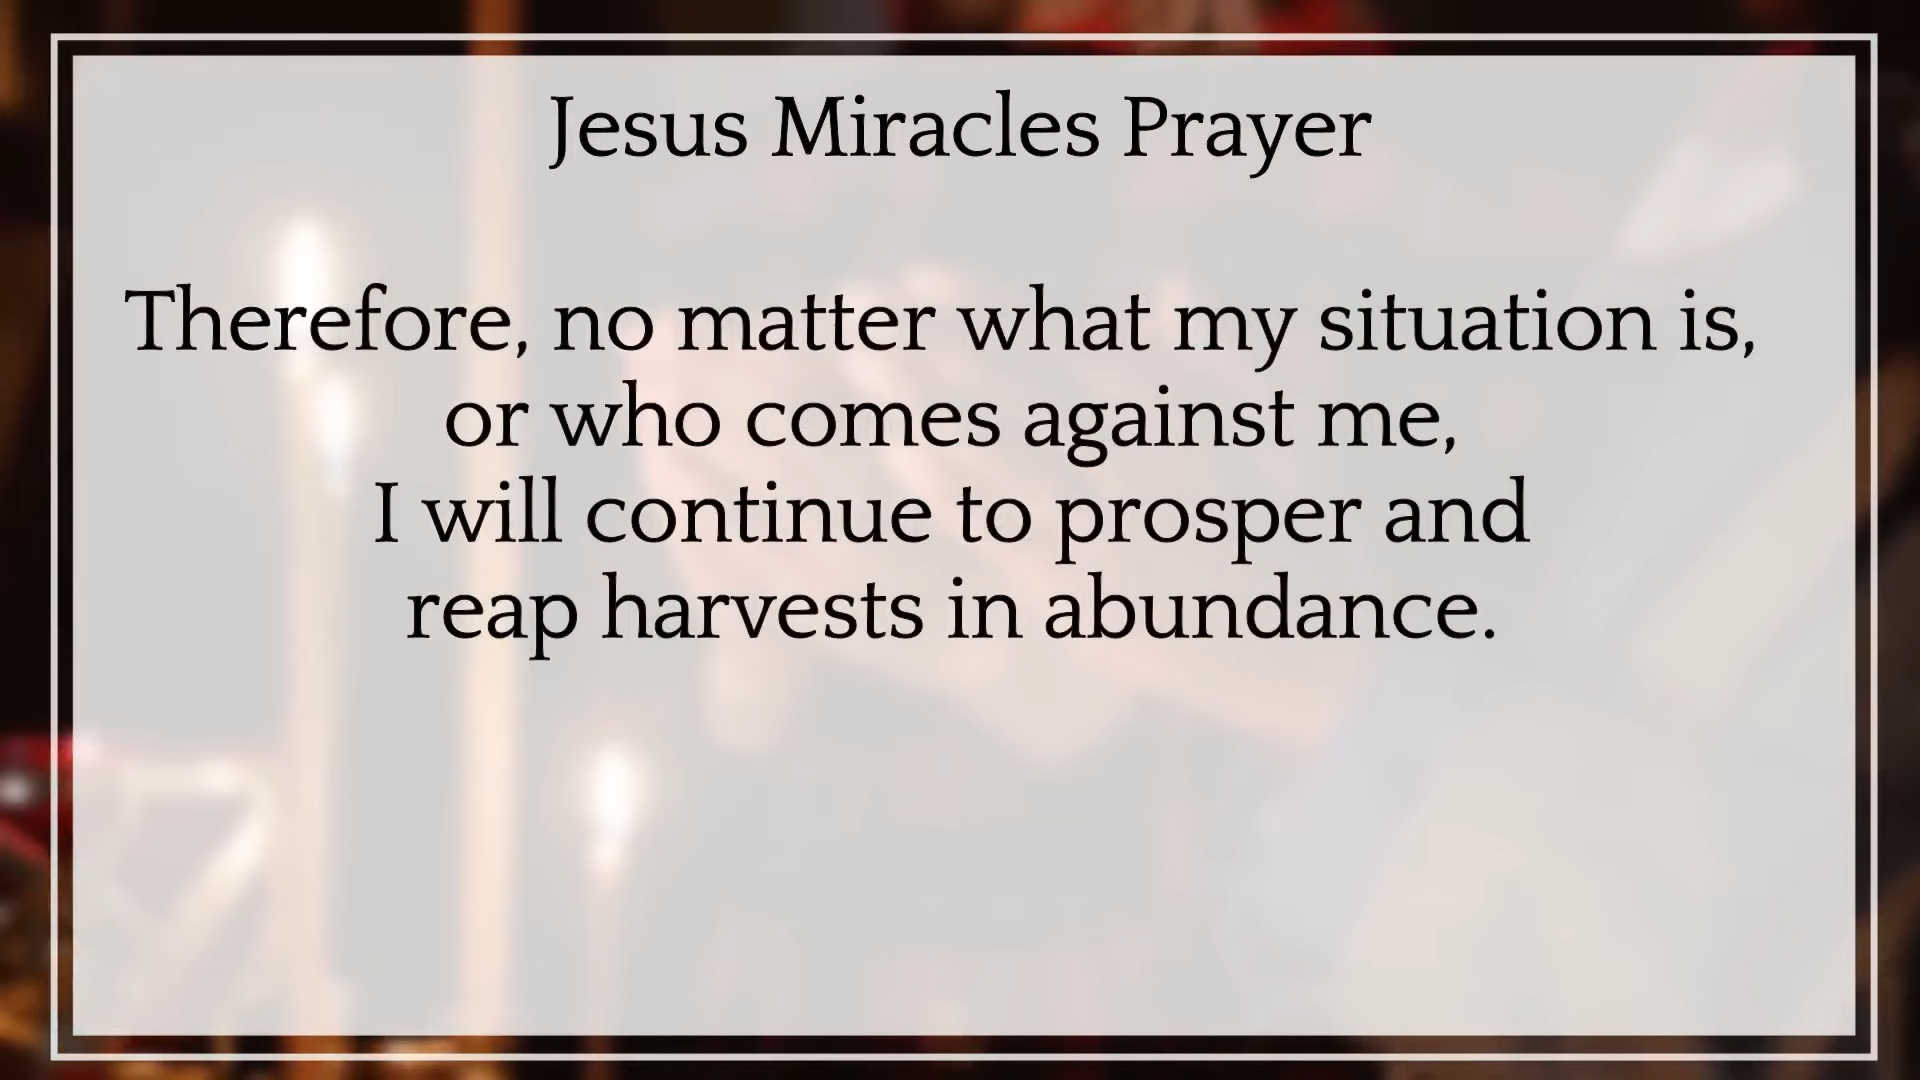 Jesus Miracles Prayer
Therefore, no matter what my situation is,
or who comes against me,
I will continue to prosper and
reap harvests in abundance.